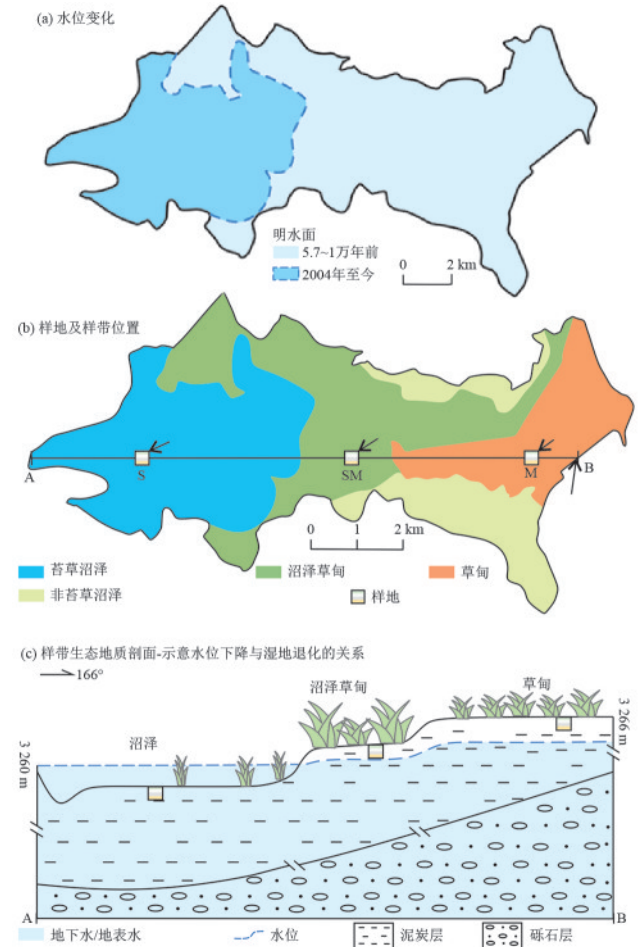 (a) 水位变化
明水面
5.7~1万年前
2004年至今
0 2 km
(b) 样地及样带位置
A S SM M B
0 1 2 km
苔草沼泽 沼泽草甸 草甸
非苔草沼泽 样地
(c) 样带生态地质剖面-示意水位下降与湿地退化的关系
166°
沼泽草甸 草甸
沼泽
3 260 m
3 266 m
A B
地下水/地表水 水位 泥炭层 砾石层